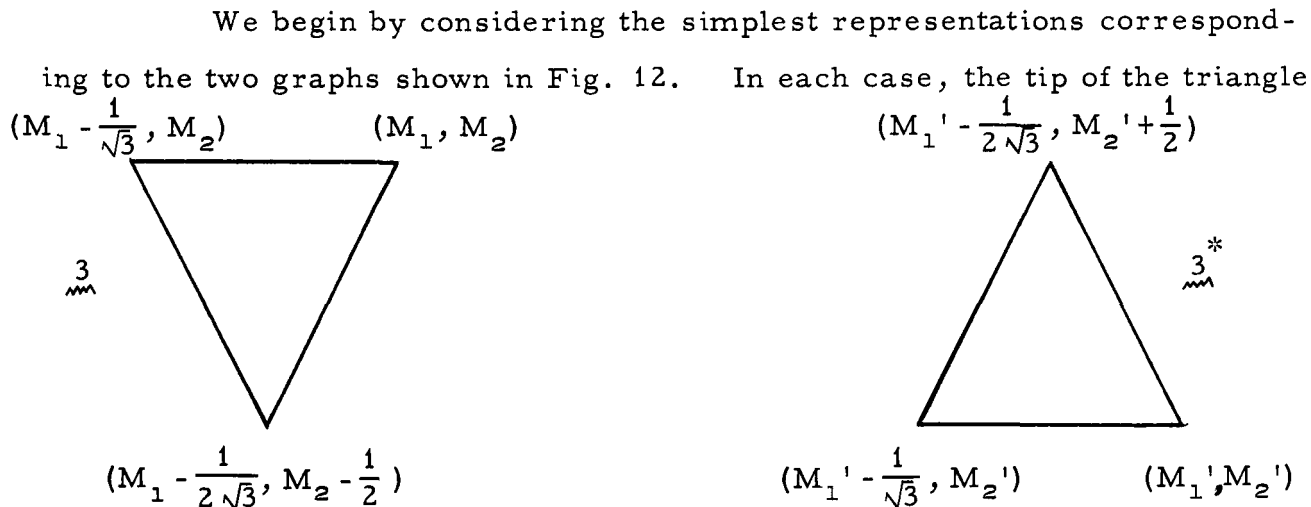 We begin by considering the simplest representations correspond-
ing to the two graphs shown in Fig. 12. In each case, the tip of the triangle
(M₁ - 1/√3 , M₂) (M₁, M₂) (M₁' - 1/2√3 , M₂'+ 1/2)
3 3*
(M₁ - 1/2√3, M₂ - 1/2) (M₁' - 1/√3 , M₂') (M₁',M₂')